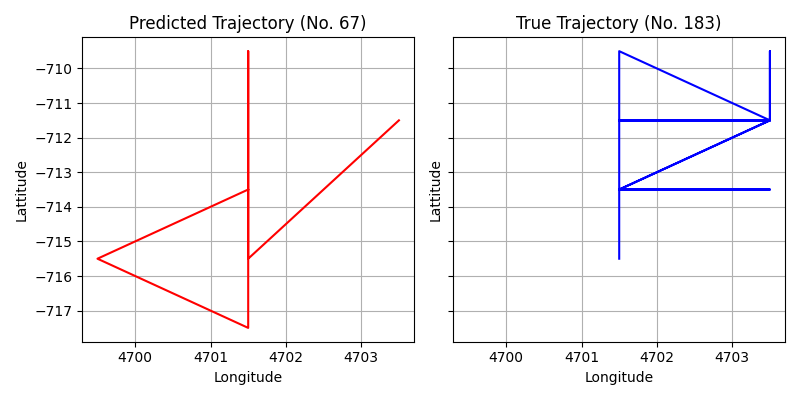 Predicted Trajectory (No. 67)
True Trajectory (No. 183)
−710
−711
−712
−713
−714
−715
−716
−717
Lattitude
Lattitude
4700 4701 4702 4703
4700 4701 4702 4703
Longitude
Longitude